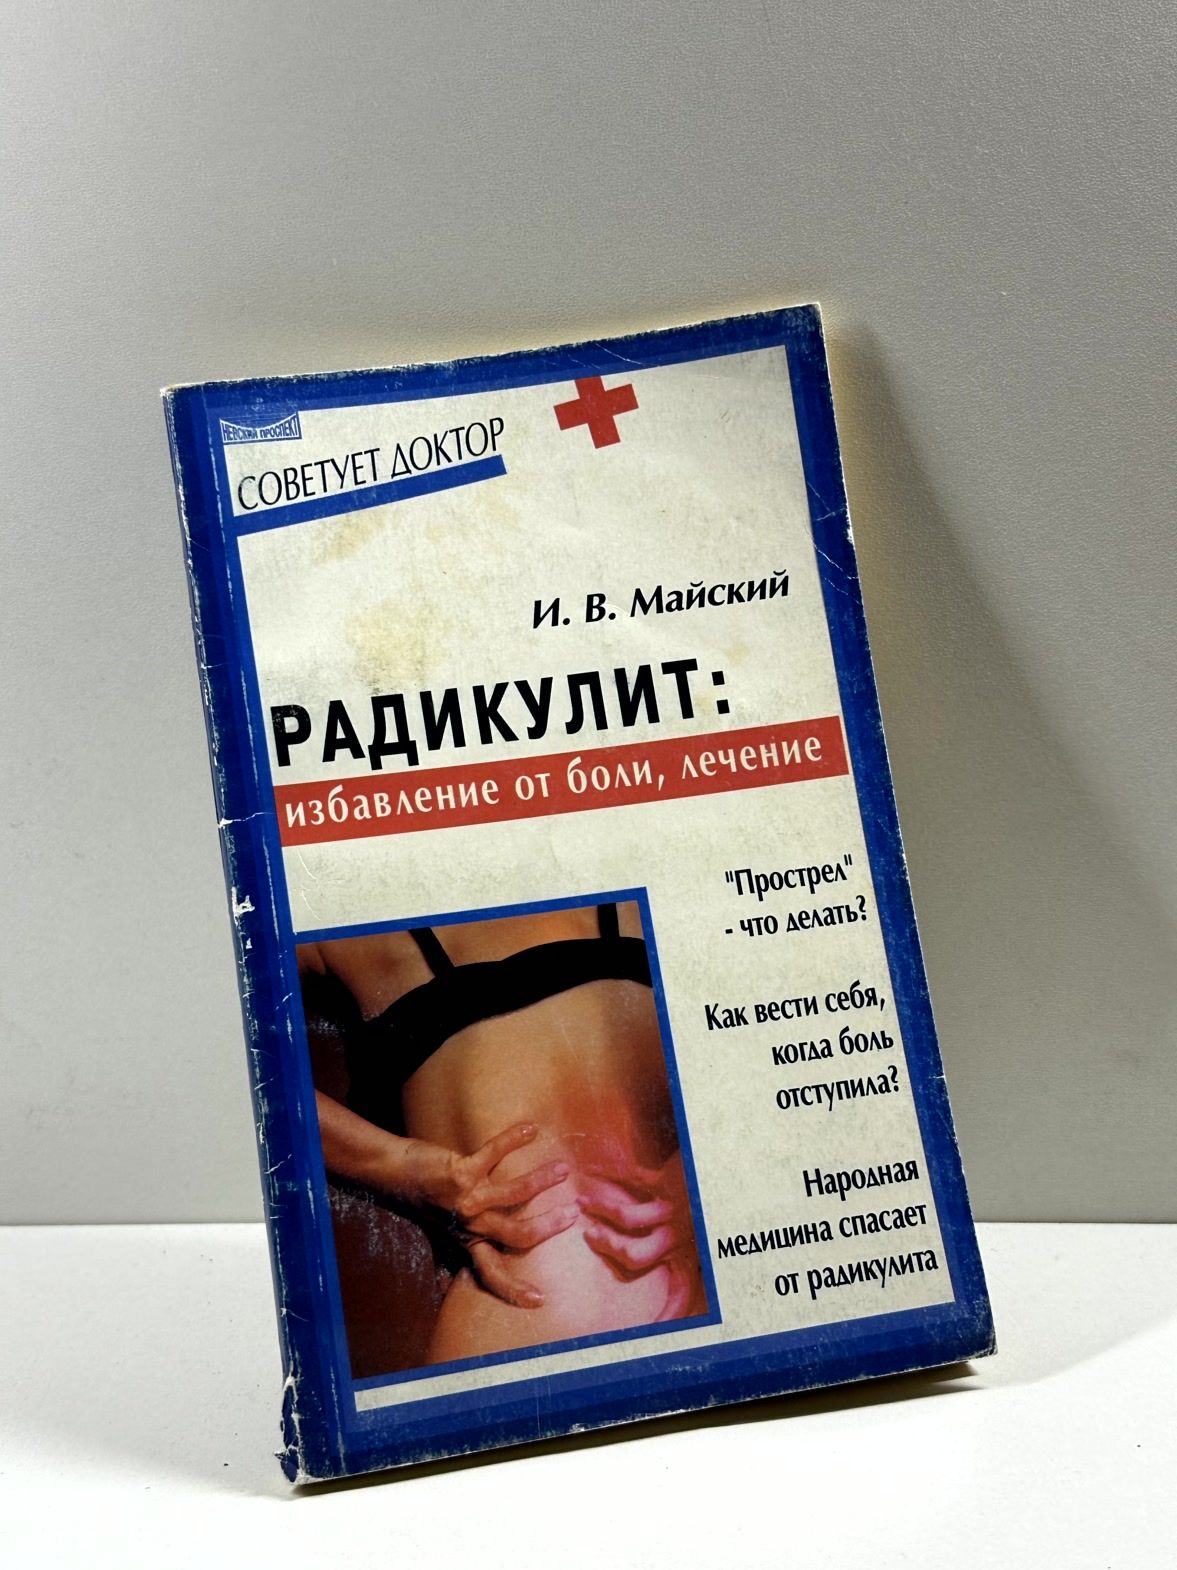 НЕВСКИЙ ПРОСПЕКТ
СОВЕТУЕТ ДОКТОР
И. В. Майский
РАДИКУЛИТ:
избавление от боли, лечение
"Прострел"
- что делать?
Как вести себя,
когда боль
отступила?
Народная
медицина спасает
от радикулита